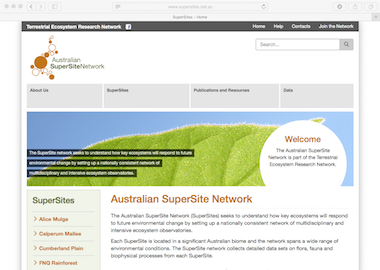 www.supersites.net.au
SuperSites - Home
Terrestrial Ecosystem Research Network
Home Help Contacts Join the Network
Australian
SuperSiteNetwork
Search...
About Us SuperSites Publications and Resources Data
The SuperSite network seeks to understand how key ecosystems will respond to future
environmental change by setting up a nationally consistent network of
multidisciplinary and intensive ecosystem observatories.
Welcome
The Australian SuperSite
Network is part of the Terrestrial
Ecosystem Research Network.
SuperSites
Alice Mulga
Calperum Mallee
Cumberland Plain
FNQ Rainforest
Australian SuperSite Network
The Australian SuperSite Network (SuperSites) seeks to understand how key ecosystems will respond
to future environmental change by setting up a nationally consistent network of multidisciplinary and
intensive ecosystem observatories.
Each SuperSite is located in a significant Australian biome and the network spans a wide range of
environmental conditions. The SuperSite network collects detailed data sets on flora, fauna and
biophysical processes from each SuperSite.